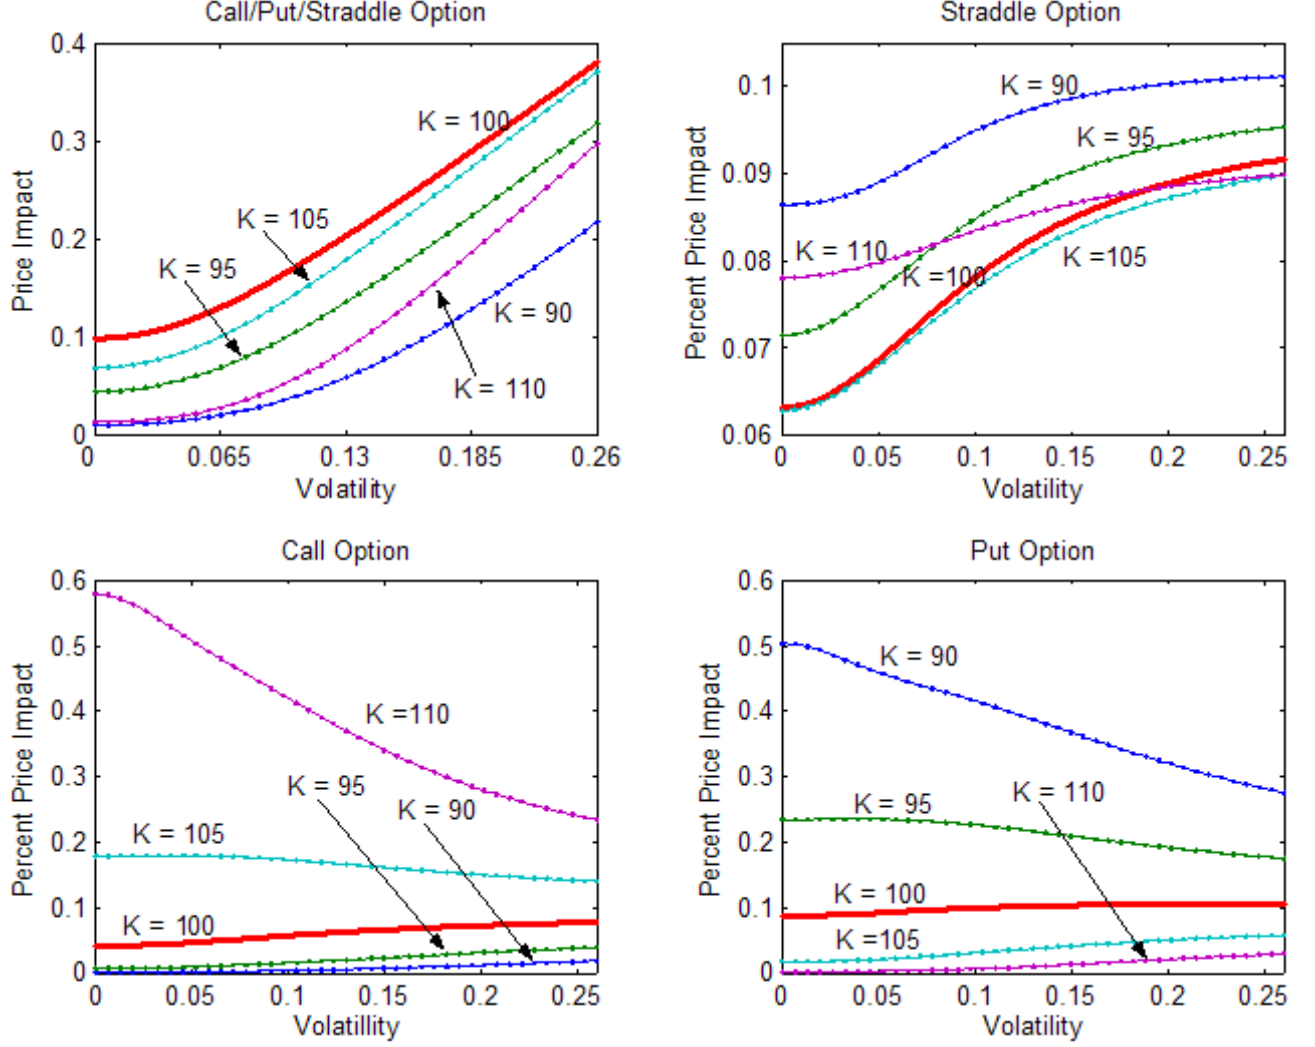 Call/Put/Straddle Option
0.4
0.3
0.2
0.1
0
Price Impact
K = 100
K = 105
K = 95
K = 90
K = 110
0
0.065
0.13
0.185
0.26
Volatility
Straddle Option
0.1
0.09
0.08
0.07
0.06
Percent Price Impact
K = 90
K = 95
K = 110
K =100
K =105
0
0.05
0.1
0.15
0.2
0.25
Volatility
Call Option
0.6
0.5
0.4
0.3
0.2
0.1
0
Percent Price Impact
K =110
K = 95
K = 90
K = 105
K = 100
0
0.05
0.1
0.15
0.2
0.25
Volatillity
Put Option
0.6
0.5
0.4
0.3
0.2
0.1
0
Percent Price Impact
K = 90
K = 95
K = 110
K = 100
K =105
0
0.05
0.1
0.15
0.2
0.25
Volatility